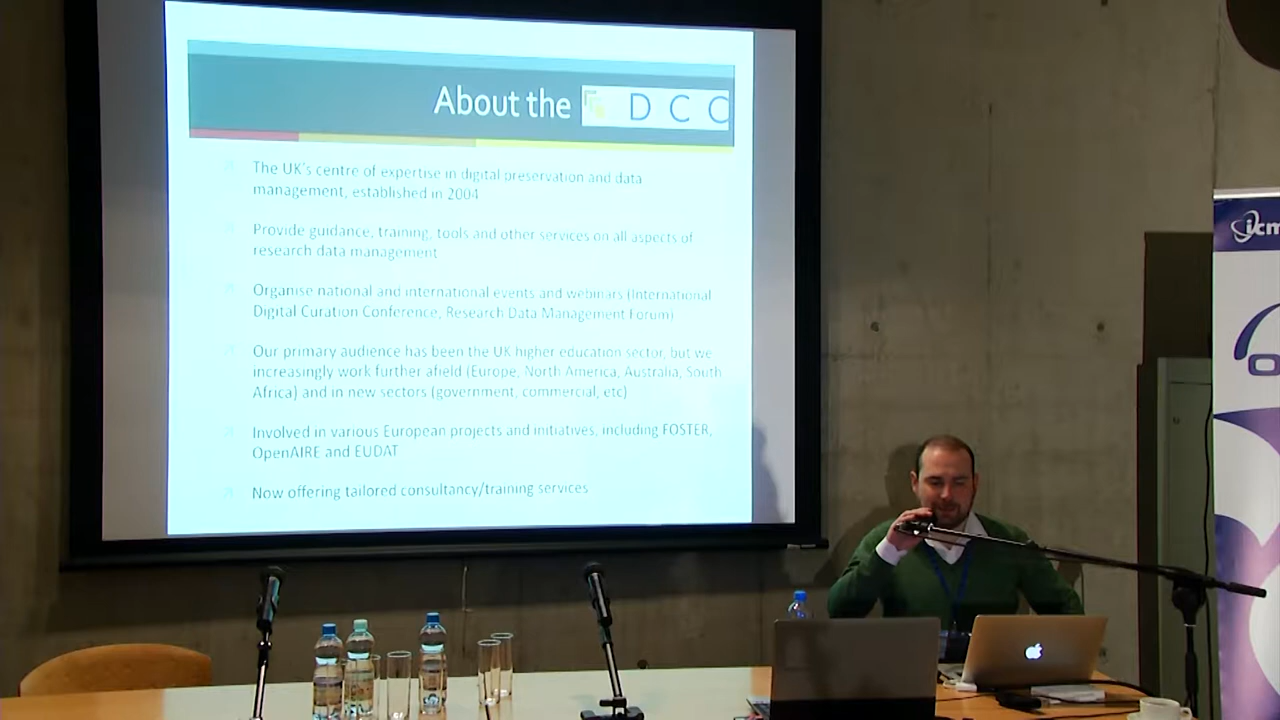 About the D C C
The UK's centre of expertise in digital preservation and data
management, established in 2004
Provide guidance, training, tools and other services on all aspects of
research data management
Organise national and international events and webinars (International
Digital Curation Conference, Research Data Management Forum)
Our primary audience has been the UK higher education sector, but we
increasingly work further afield (Europe, North America, Australia, South
Africa) and in new sectors (government, commercial, etc)
Involved in various European projects and initiatives, including FOSTER,
OpenAIRE and EUDAT
Now offering tailored consultancy/training services
icm